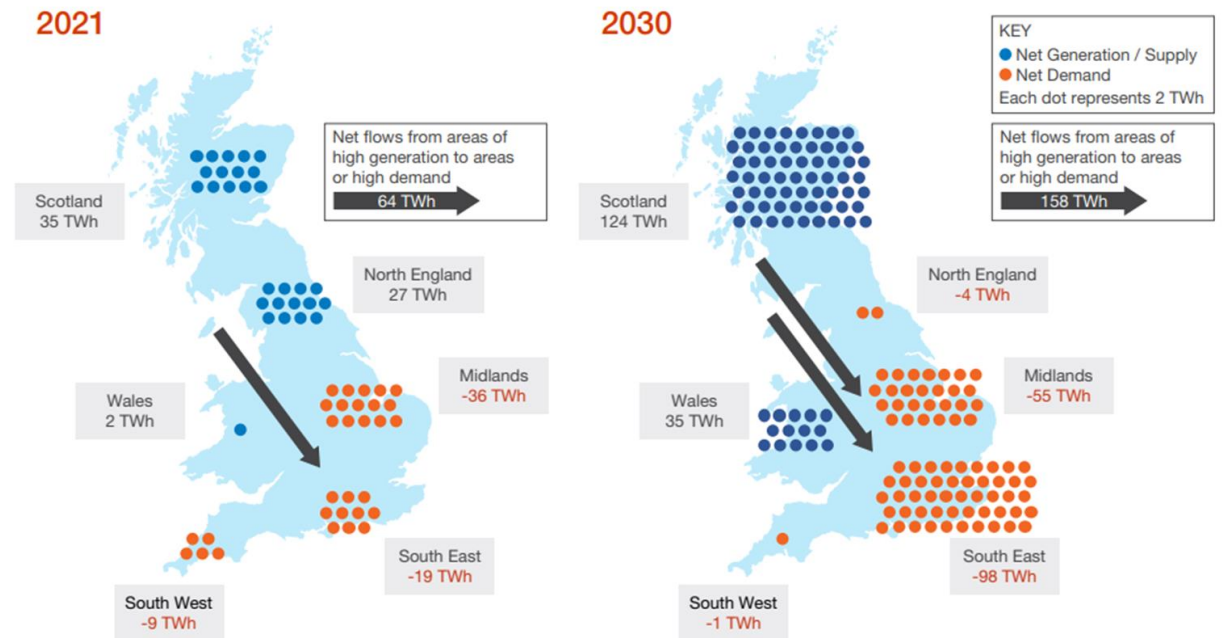 2021
Scotland
35 TWh
Net flows from areas of
high generation to areas
or high demand
64 TWh
North England
27 TWh
Wales
2 TWh
Midlands
-36 TWh
South East
-19 TWh
South West
-9 TWh
2030
KEY
Net Generation / Supply
Net Demand
Each dot represents 2 TWh
Net flows from areas of
high generation to areas
or high demand
158 TWh
Scotland
124 TWh
North England
-4 TWh
Wales
35 TWh
Midlands
-55 TWh
South East
-98 TWh
South West
-1 TWh